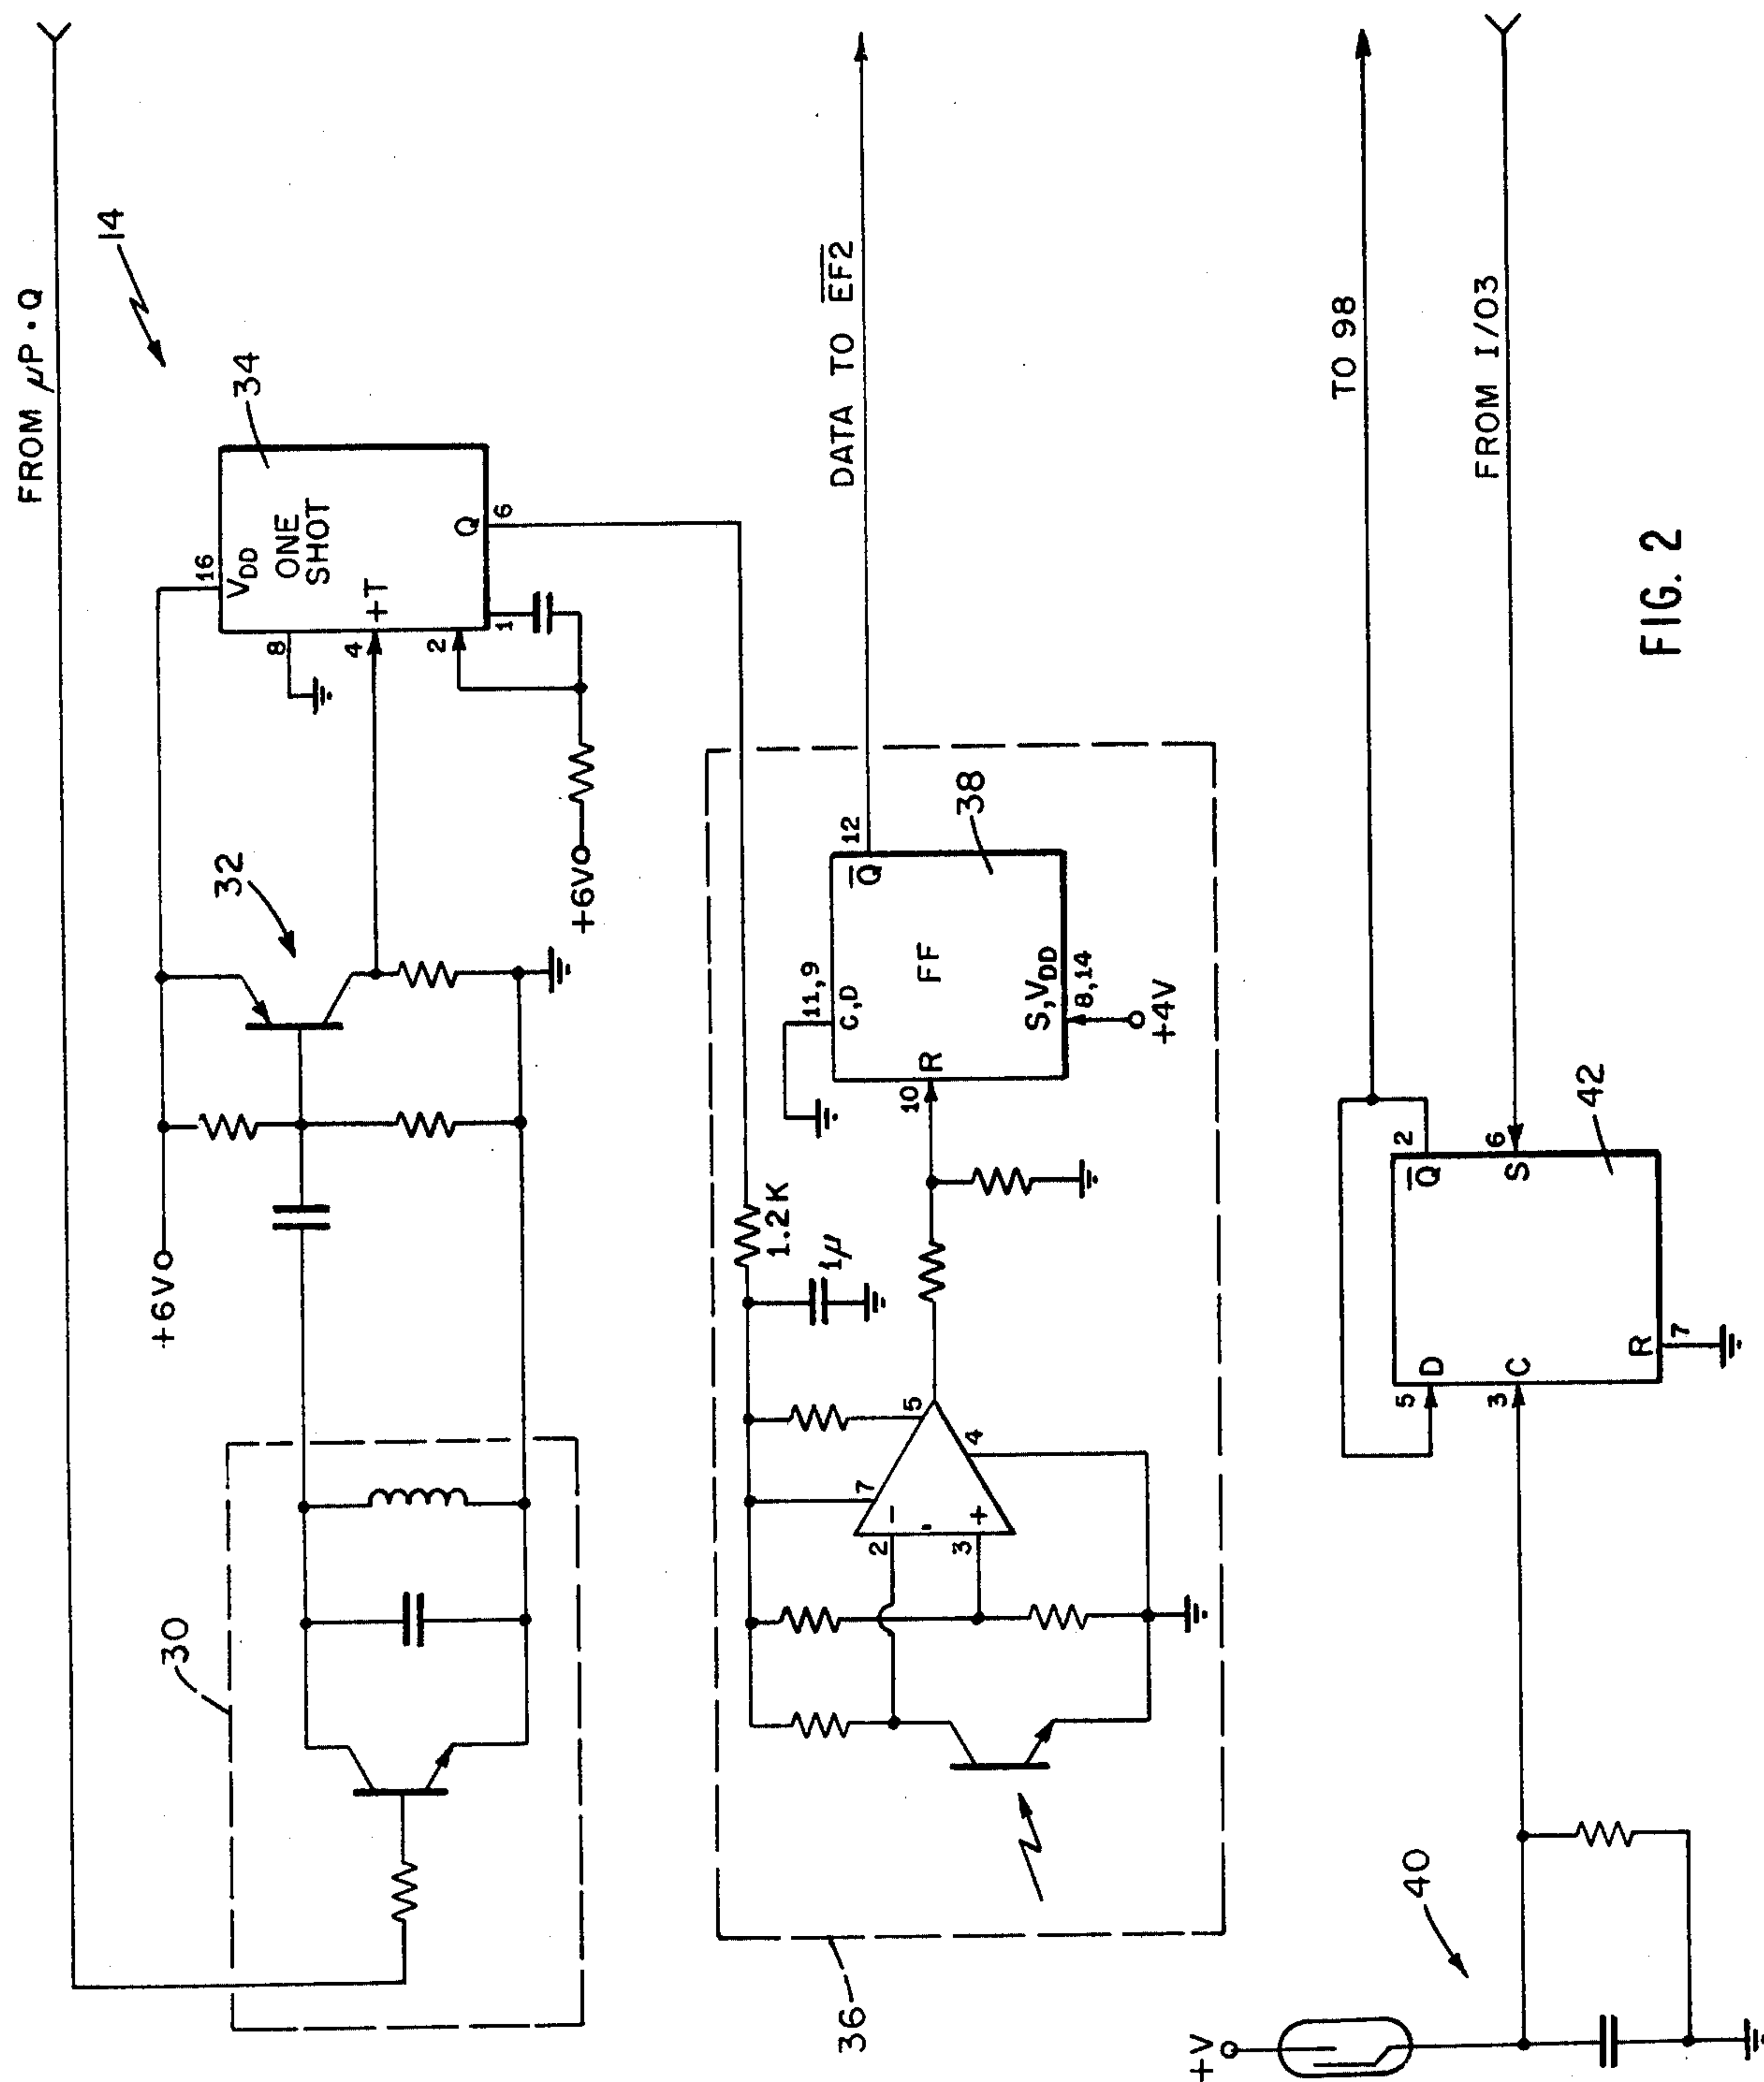 FROM μP • Q
14
34
16
VDD
ONE
SHOT
8
4
+T
2
1
Q
6
32
+6V
+6V
30
DATA TO EF2
12
Q
38
11,9
C,D
FF
S,VDD
8,14
+4V
10
R
1.2K
1μ
7
5
4
2
-
3
+
36
TO 98
FROM I/O3
2
Q
6
S
42
5
D
3
C
R
7
40
+V
FIG. 2